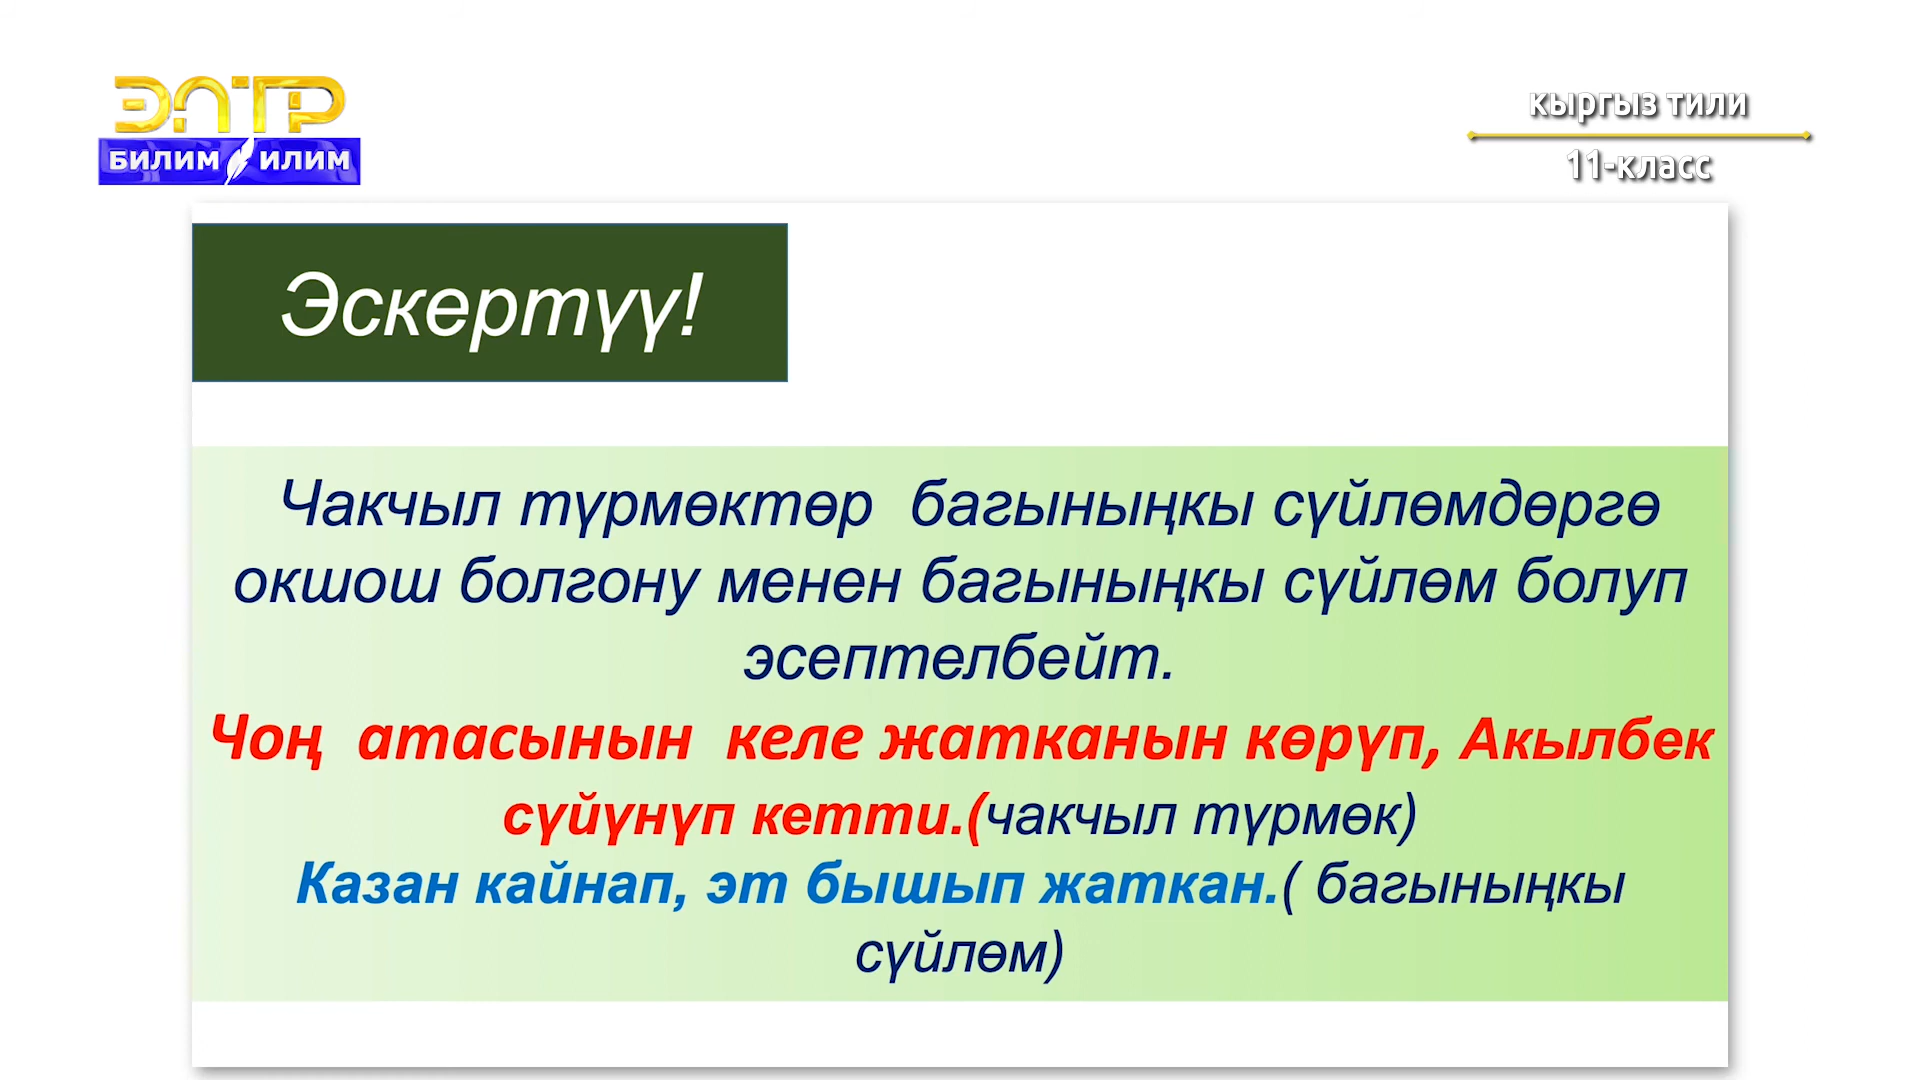 ЭЛТР
БИЛИМ ИЛИМ
кыргыз тили
11-класс
Эскертүү!
Чакчыл түрмөктөр багыныңкы сүйлөмдөргө
окшош болгону менен багыныңкы сүйлөм болуп
эсептелбейт.
Чоң атасынын келе жатканын көрүп, Акылбек
сүйүнүп кетти.(чакчыл түрмөк)
Казан кайнап, эт бышып жаткан.( багыныңкы
сүйлөм)